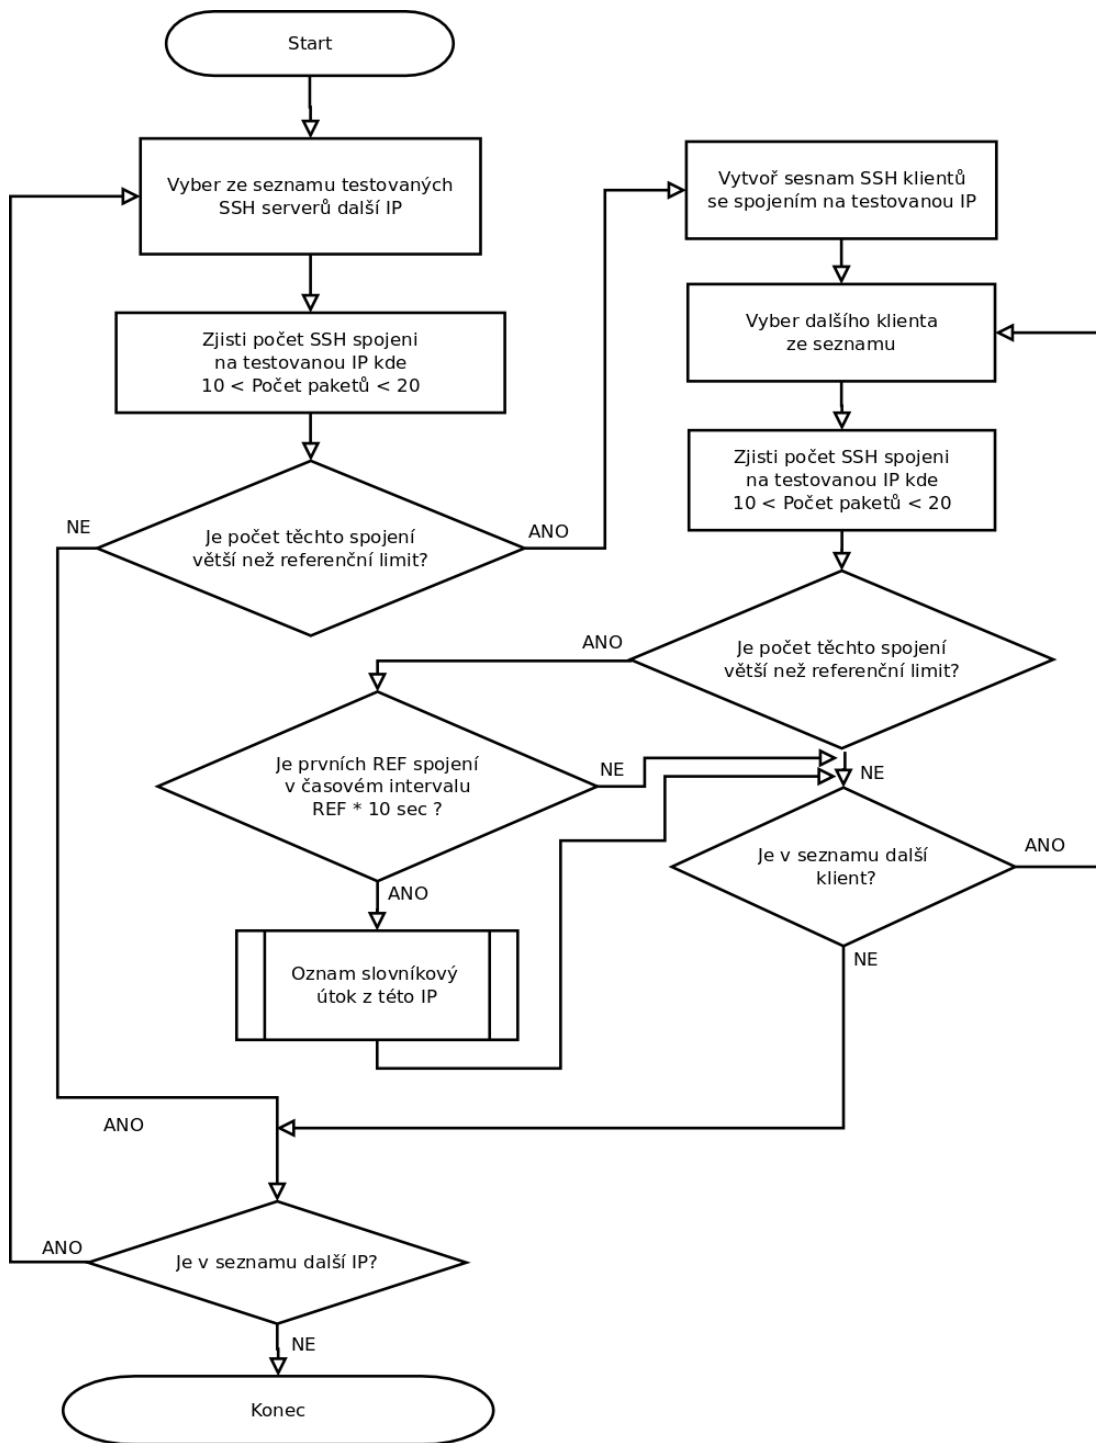 Start
Vyber ze seznamu testovaných
SSH serverů další IP
Zjisti počet SSH spojeni
na testovanou IP kde
10 < Počet paketů < 20
NE
Je počet těchto spojení
větší než referenční limit?
ANO
Vytvoř sesnam SSH klientů
se spojením na testovanou IP
Vyber dalšího klienta
ze seznamu
Zjisti počet SSH spojeni
na testovanou IP kde
10 < Počet paketů < 20
ANO
Je počet těchto spojení
větší než referenční limit?
Je prvních REF spojení
v časovém intervalu
REF * 10 sec ?
NE
NE
ANO
Je v seznamu další
klient?
ANO
Oznam slovníkový
útok z této IP
NE
ANO
ANO
Je v seznamu další IP?
NE
Konec